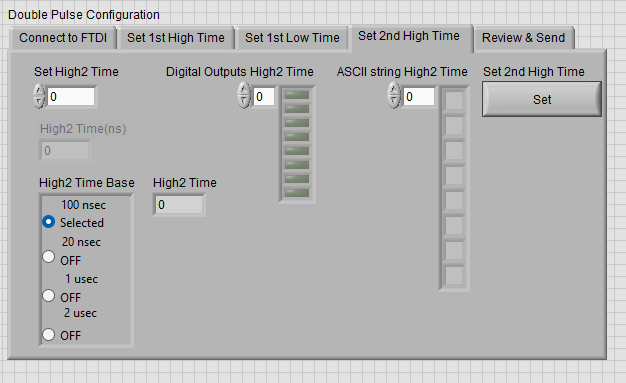 Double Pulse Configuration
Connect to FTDI Set 1st High Time Set 1st Low Time Set 2nd High Time Review & Send
Set High2 Time Digital Outputs High2 Time ASCII string High2 Time Set 2nd High Time
0 0 0 Set
High2 Time(ns)
0
High2 Time Base High2 Time
100 nsec 0
Selected
20 nsec
OFF
1 usec
OFF
2 usec
OFF